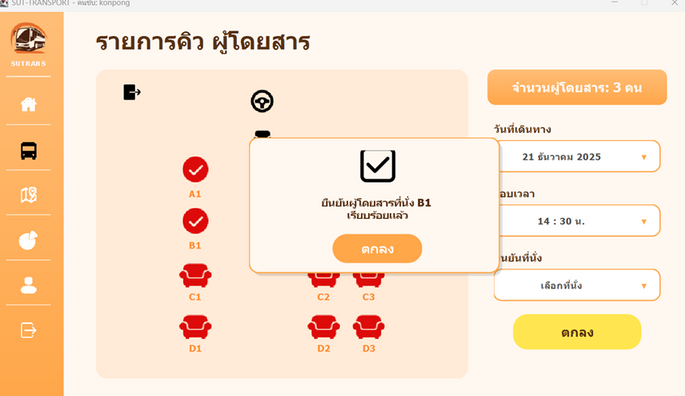 SUT-TRANSPORT - คนขับ: konpong
SUTRANS
รายการคิว ผู้โดยสาร
จำนวนผู้โดยสาร: 3 คน
วันที่เดินทาง
21 ธันวาคม 2025
อบเวลา
14 : 30 น.
ยันที่นั่ง
เลือกที่นั่ง
ตกลง
ยืนยันผู้โดยสารที่นั่ง B1
เรียบร้อยแล้ว
ตกลง
A1
B1
C1 C2 C3
D1 D2 D3